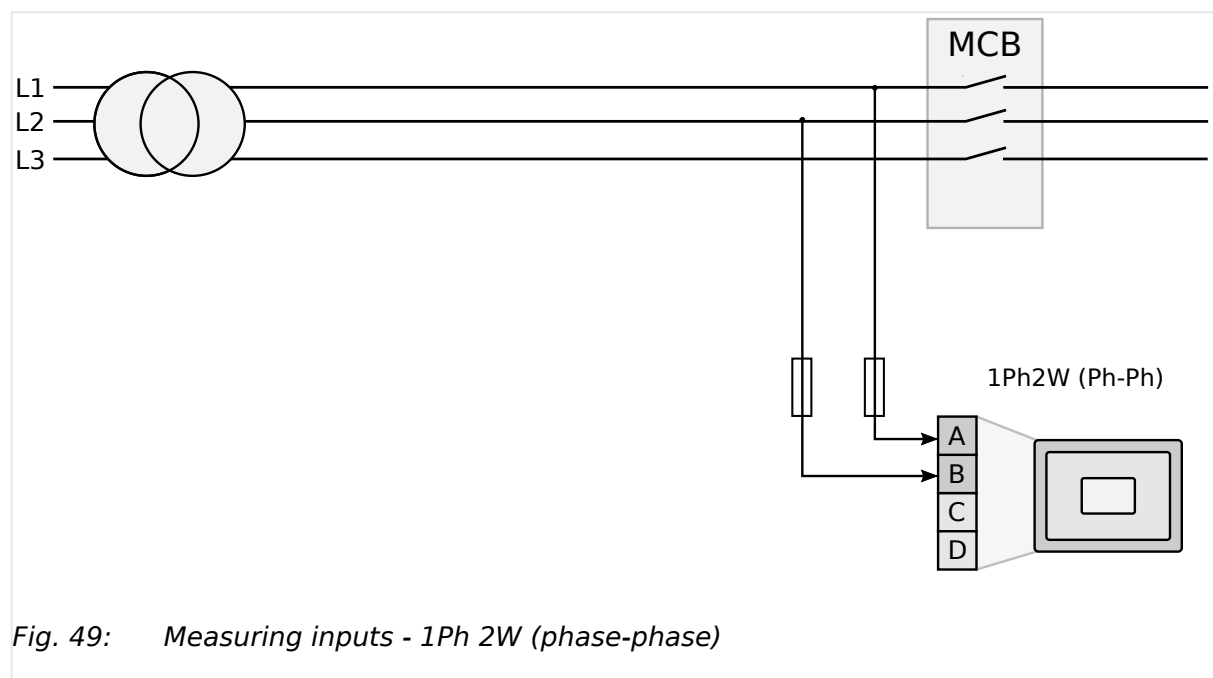 MCB
L1
L2
L3
1Ph2W (Ph-Ph)
A
B
C
D
Fig. 49: Measuring inputs - 1Ph 2W (phase-phase)